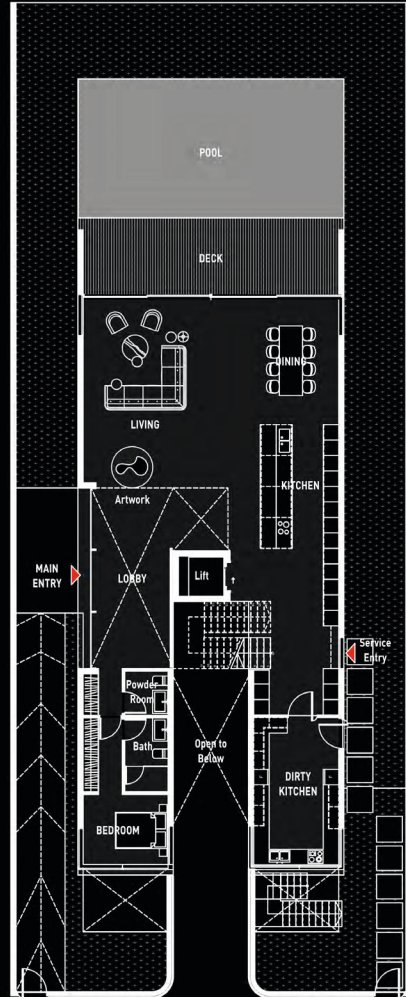 POOL
DECK
DINING
LIVING
KITCHEN
Artwork
MAIN
ENTRY
LOBBY
Lift
Service
Entry
Powder
Room
Bath
Open to
Below
DIRTY
KITCHEN
BEDROOM